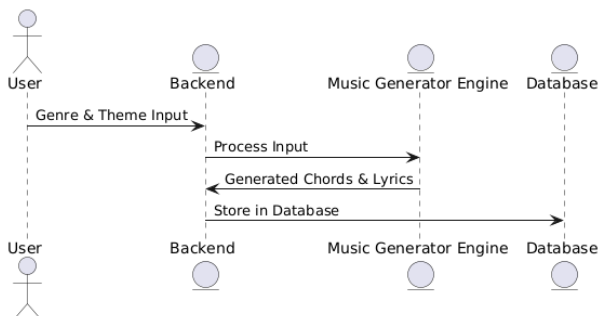 User
Backend
Music Generator Engine
Database
Genre & Theme Input
Process Input
Generated Chords & Lyrics
Store in Database
User
Backend
Music Generator Engine
Database